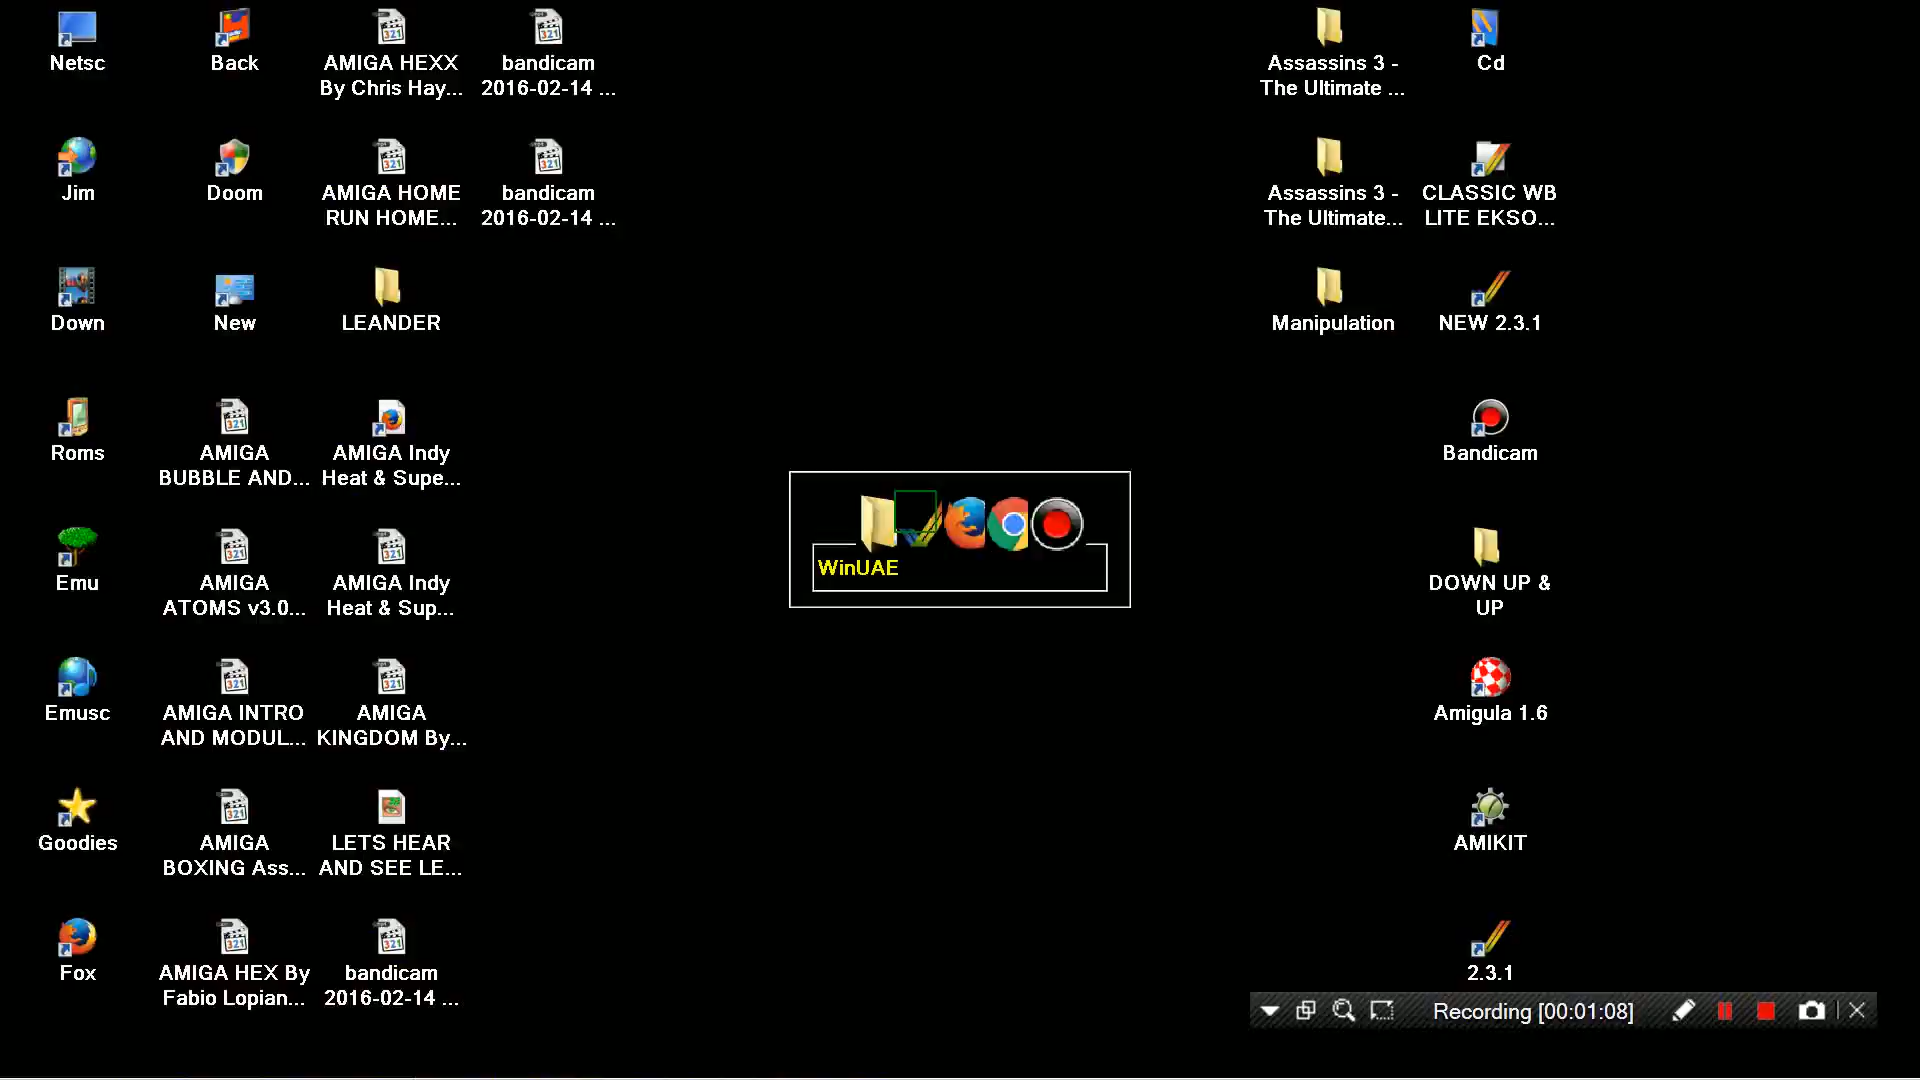 Netsc
Back
AMIGA HEXX
By Chris Hay...
bandicam
2016-02-14 ...
Assassins 3 -
The Ultimate ...
Cd
Jim
Doom
AMIGA HOME
RUN HOME...
bandicam
2016-02-14 ...
Assassins 3 -
The Ultimate...
CLASSIC WB
LITE EKSO...
Down
New
LEANDER
Manipulation
NEW 2.3.1
Roms
AMIGA
BUBBLE AND...
AMIGA Indy
Heat & Supe...
Bandicam
WinUAE
Emu
AMIGA
ATOMS v3.0...
AMIGA Indy
Heat & Sup...
DOWN UP &
UP
Emusc
AMIGA INTRO
AND MODUL...
AMIGA
KINGDOM By...
Amigula 1.6
Goodies
AMIGA
BOXING Ass...
LETS HEAR
AND SEE LE...
AMIKIT
Fox
AMIGA HEX By
Fabio Lopian...
bandicam
2016-02-14 ...
2.3.1
Recording [00:01:08]